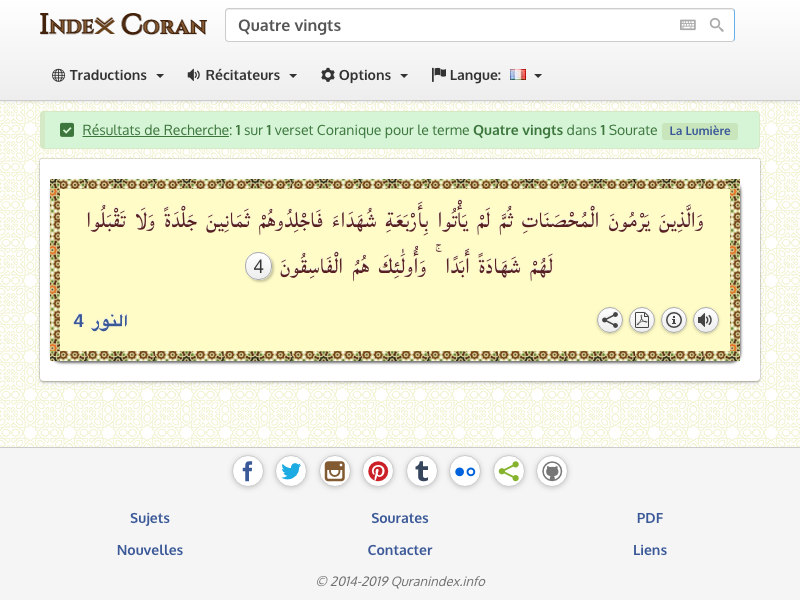 INDEX CORAN
Quatre vingts
Traductions
Récitateurs
Options
Langue:
Résultats de Recherche: 1 sur 1 verset Coranique pour le terme Quatre vingts dans 1 Sourate La Lumière
وَالَّذِينَ يَرْمُونَ الْمُحْصَنَاتِ ثُمَّ لَمْ يَأْتُوا بِأَرْبَعَةِ شُهَدَاءَ فَاجْلِدُوهُمْ ثَمَانِينَ جَلْدَةً وَلَا تَقْبَلُوا
لَهُمْ شَهَادَةً أَبَدًا ۚ وَأُولَٰئِكَ هُمُ الْفَاسِقُونَ 4
النور 4
Sujets
Sourates
PDF
Nouvelles
Contacter
Liens
© 2014-2019 Quranindex.info